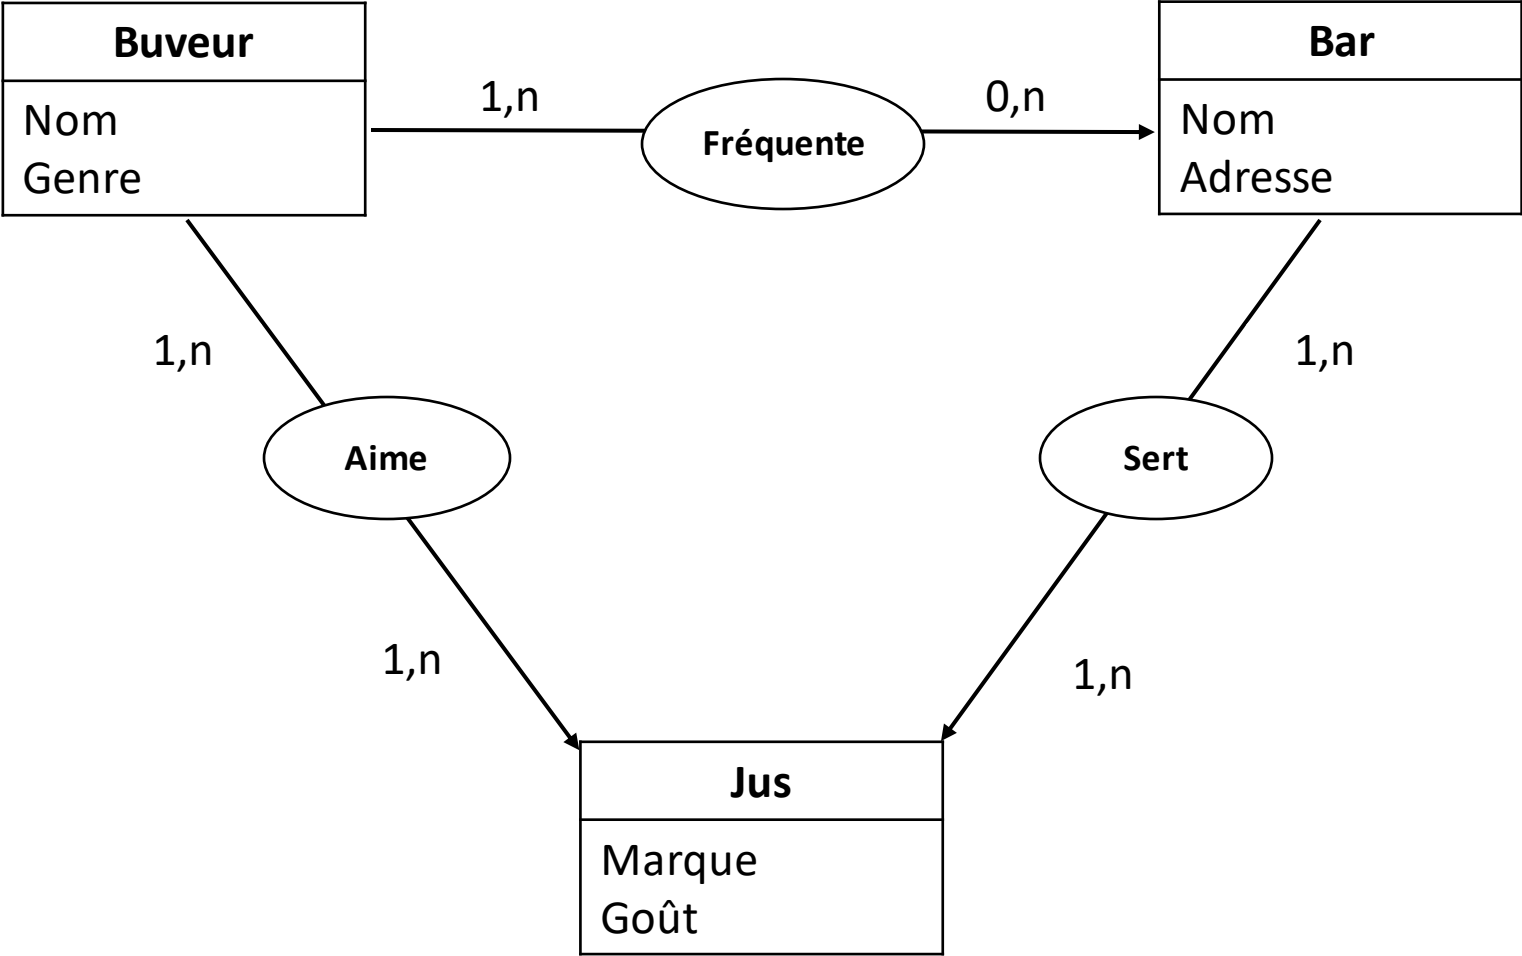 Buveur
Nom
Genre
1,n
Fréquente
0,n
Bar
Nom
Adresse
1,n
Aime
1,n
1,n
Sert
1,n
Jus
Marque
Goût